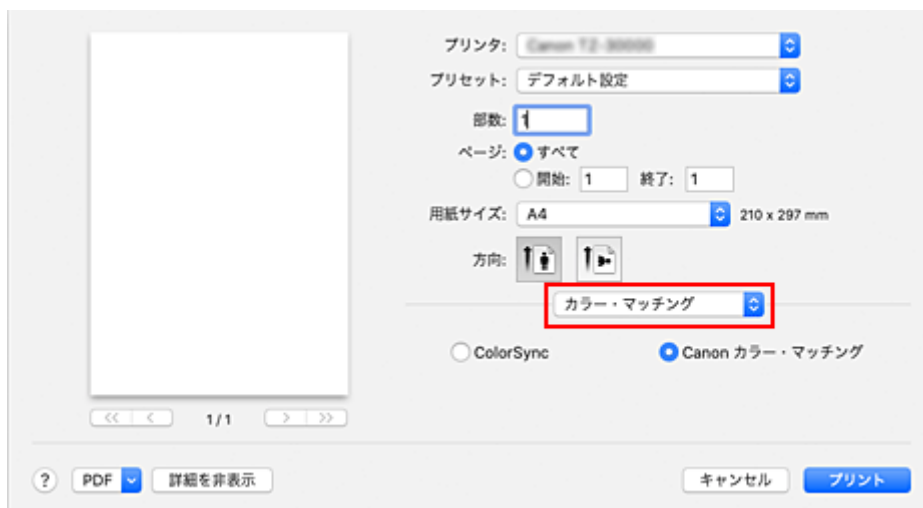 プリンタ:
プリセット: デフォルト設定
部数: 1
ページ: すべて
開始: 1 終了: 1
用紙サイズ: A4 210 x 297 mm
方向:
カラー・マッチング
ColorSync Canon カラー・マッチング
1 / 1
? PDF 詳細を非表示 キャンセル プリント